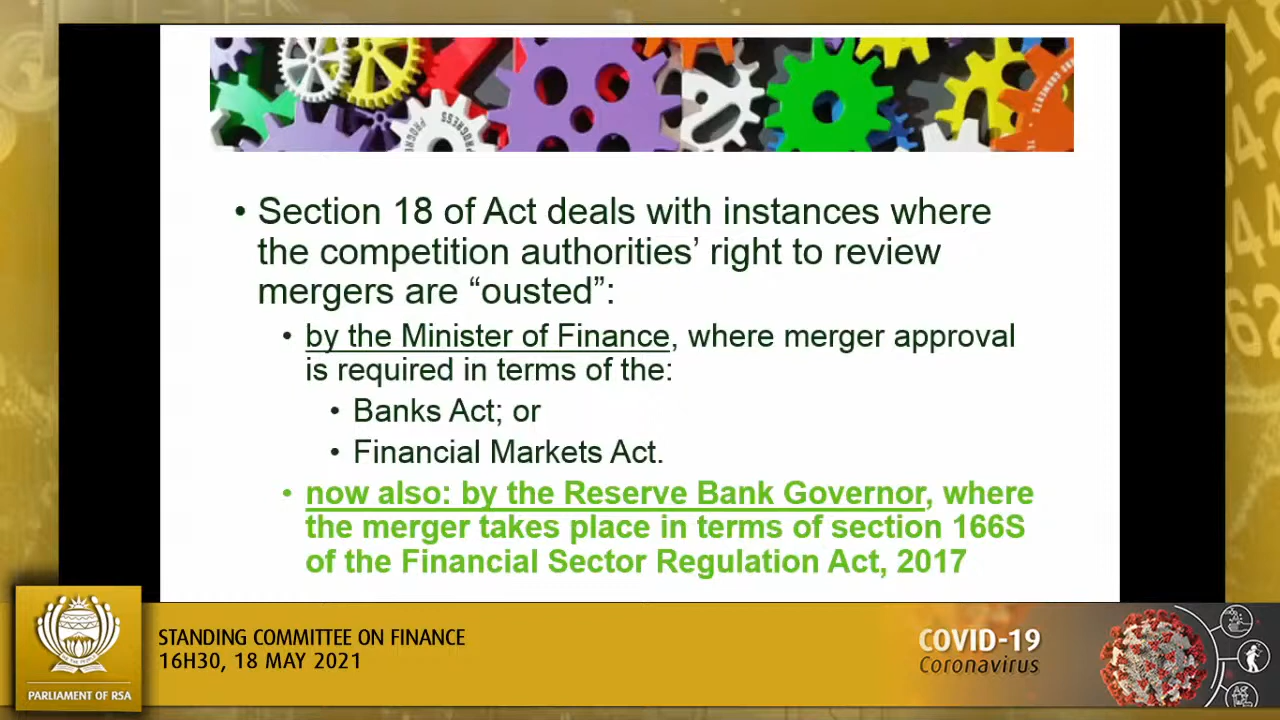 PROGRESS
• Section 18 of Act deals with instances where
the competition authorities’ right to review
mergers are “ousted”:
• by the Minister of Finance, where merger approval
is required in terms of the:
• Banks Act; or
• Financial Markets Act.
• now also: by the Reserve Bank Governor, where
the merger takes place in terms of section 166S
of the Financial Sector Regulation Act, 2017
PARLIAMENT OF RSA
STANDING COMMITTEE ON FINANCE
16H30, 18 MAY 2021
COVID-19
Coronavirus